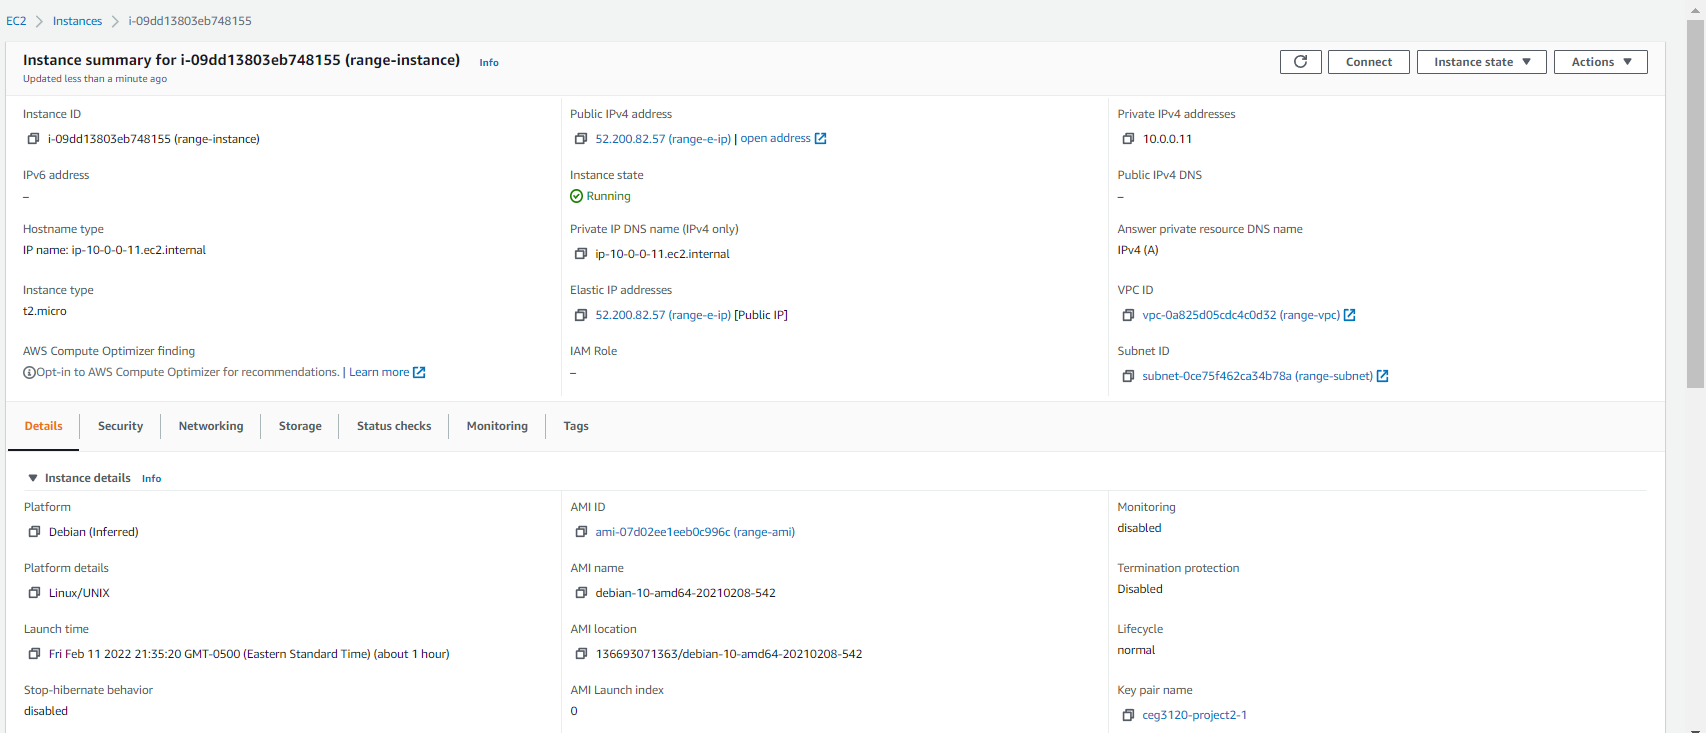 EC2 > Instances > i-09dd13803eb748155
Instance summary for i-09dd13803eb748155 (range-instance) Info
Updated less than a minute ago
Connect
Instance state
Actions
Instance ID
i-09dd13803eb748155 (range-instance)
Public IPv4 address
52.200.82.57 (range-e-ip) | open address
Private IPv4 addresses
10.0.0.11
IPv6 address
–
Instance state
Running
Public IPv4 DNS
–
Hostname type
IP name: ip-10-0-0-11.ec2.internal
Private IP DNS name (IPv4 only)
ip-10-0-0-11.ec2.internal
Answer private resource DNS name
IPv4 (A)
Instance type
t2.micro
Elastic IP addresses
52.200.82.57 (range-e-ip) [Public IP]
VPC ID
vpc-0a825d05cdc4c0d32 (range-vpc)
AWS Compute Optimizer finding
Opt-in to AWS Compute Optimizer for recommendations. | Learn more
IAM Role
–
Subnet ID
subnet-0ce75f462ca34b78a (range-subnet)
Details
Security
Networking
Storage
Status checks
Monitoring
Tags
Instance details Info
Platform
Debian (Inferred)
AMI ID
ami-07d02ee1eeb0c996c (range-ami)
Monitoring
disabled
Platform details
Linux/UNIX
AMI name
debian-10-amd64-20210208-542
Termination protection
Disabled
Launch time
Fri Feb 11 2022 21:35:20 GMT-0500 (Eastern Standard Time) (about 1 hour)
AMI location
136693071363/debian-10-amd64-20210208-542
Lifecycle
normal
Stop-hibernate behavior
disabled
AMI Launch index
0
Key pair name
ceg3120-project2-1